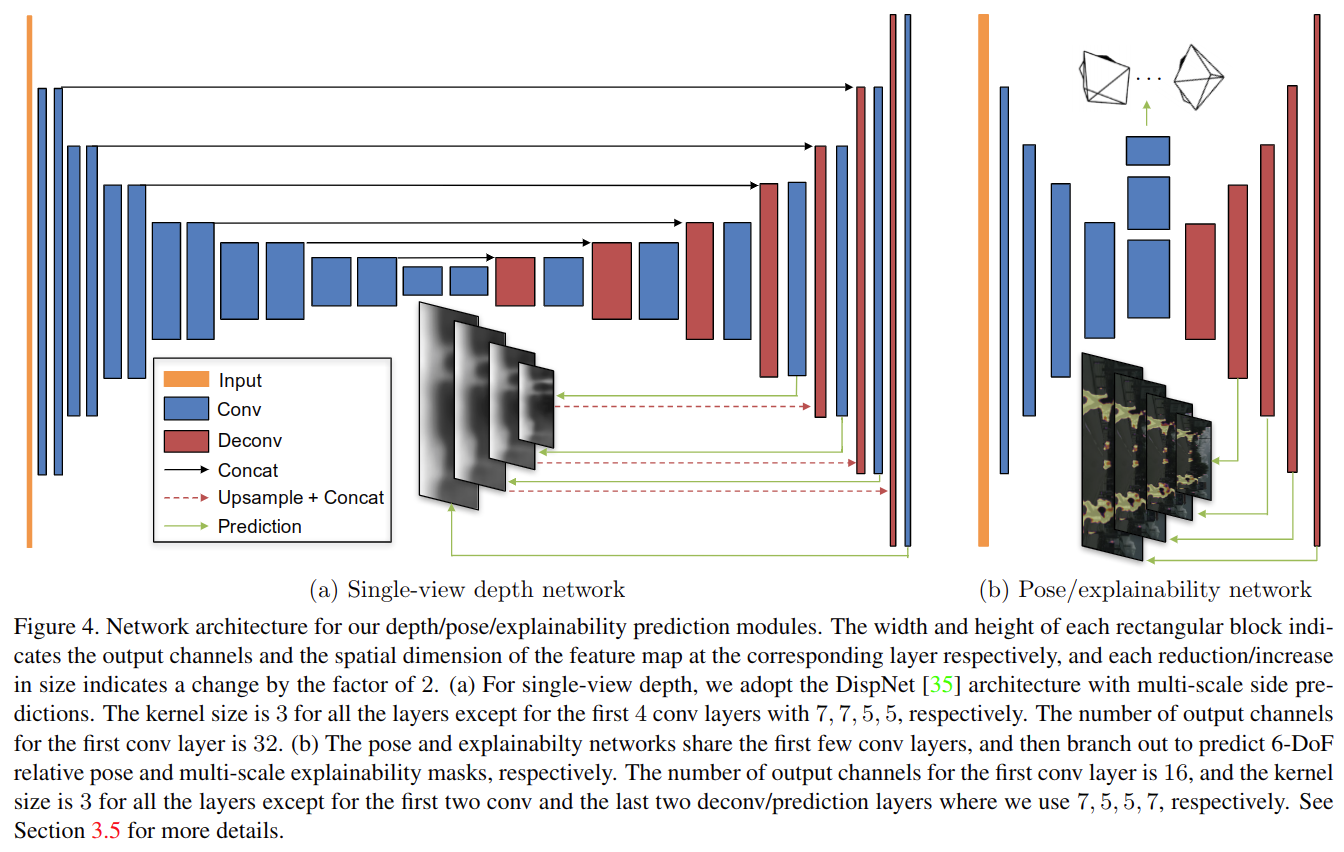 Input
Conv
Deconv
Concat
Upsample + Concat
Prediction
(a) Single-view depth network
(b) Pose/explainability network
Figure 4. Network architecture for our depth/pose/explainability prediction modules. The width and height of each rectangular block indi-
cates the output channels and the spatial dimension of the feature map at the corresponding layer respectively, and each reduction/increase
in size indicates a change by the factor of 2. (a) For single-view depth, we adopt the DispNet [35] architecture with multi-scale side pre-
dictions. The kernel size is 3 for all the layers except for the first 4 conv layers with 7, 7, 5, 5, respectively. The number of output channels
for the first conv layer is 32. (b) The pose and explainabilty networks share the first few conv layers, and then branch out to predict 6-DoF
relative pose and multi-scale explainability masks, respectively. The number of output channels for the first conv layer is 16, and the kernel
size is 3 for all the layers except for the first two conv and the last two deconv/prediction layers where we use 7, 5, 5, 7, respectively. See
Section 3.5 for more details.